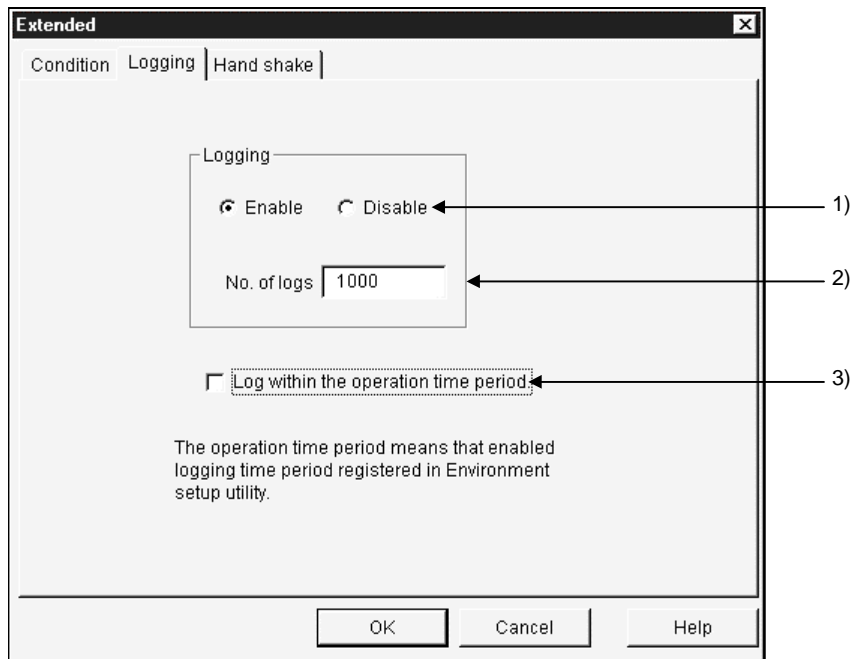 Extended
Condition Logging Hand shake
Logging
Enable Disable 1)
No. of logs 1000 2)
Log within the operation time period. 3)
The operation time period means that enabled
logging time period registered in Environment
setup utility.
OK Cancel Help